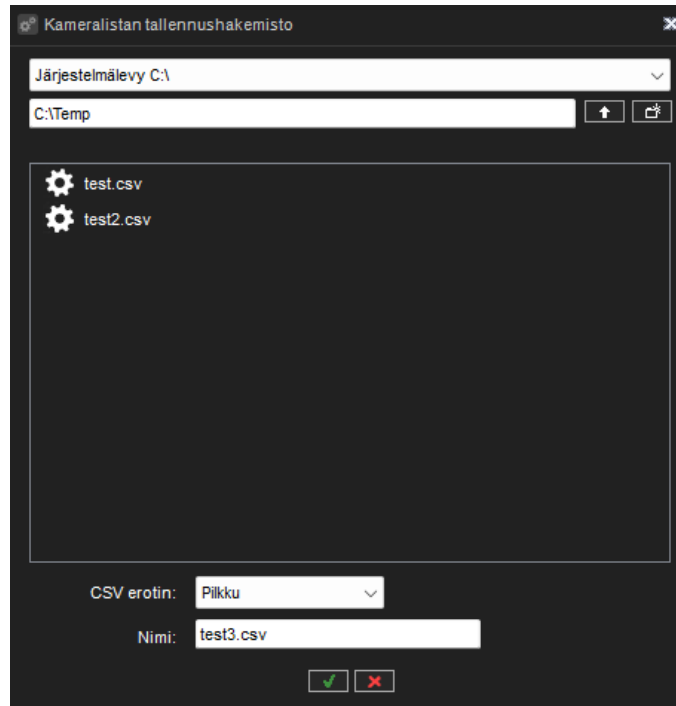 Kameralistan tallennushakemisto
Järjestelmälevy C:\
C:\Temp
test.csv
test2.csv
CSV erotin: Pilkku
Nimi: test3.csv